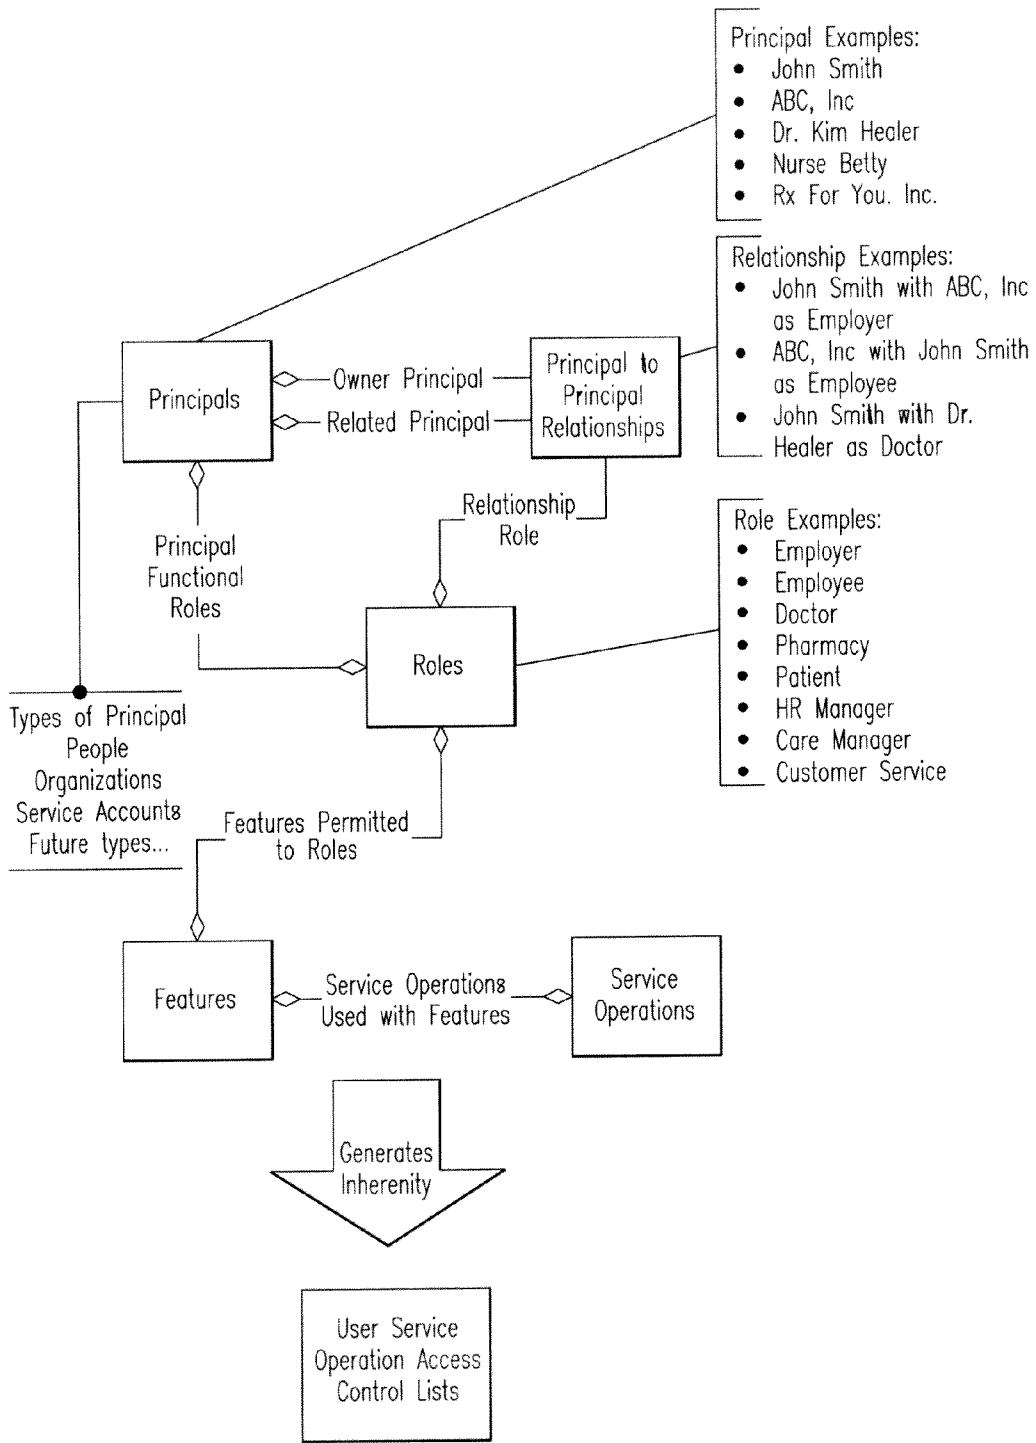 Principal Examples:
• John Smith
• ABC, Inc
• Dr. Kim Healer
• Nurse Betty
• Rx For You. Inc.
Relationship Examples:
• John Smith with ABC, Inc
as Employer
• ABC, Inc with John Smith
as Employee
• John Smith with Dr.
Healer as Doctor
Principals
Owner Principal
Related Principal
Principal to
Principal
Relationships
Relationship
Role
Principal
Functional
Roles
Role Examples:
• Employer
• Employee
• Doctor
• Pharmacy
• Patient
• HR Manager
• Care Manager
• Customer Service
Roles
Types of Principal
People
Organizations
Service Accounts
Future types...
Features Permitted
to Roles
Features
Service Operations
Used with Features
Service
Operations
Generates
Inherenity
User Service
Operation Access
Control Lists